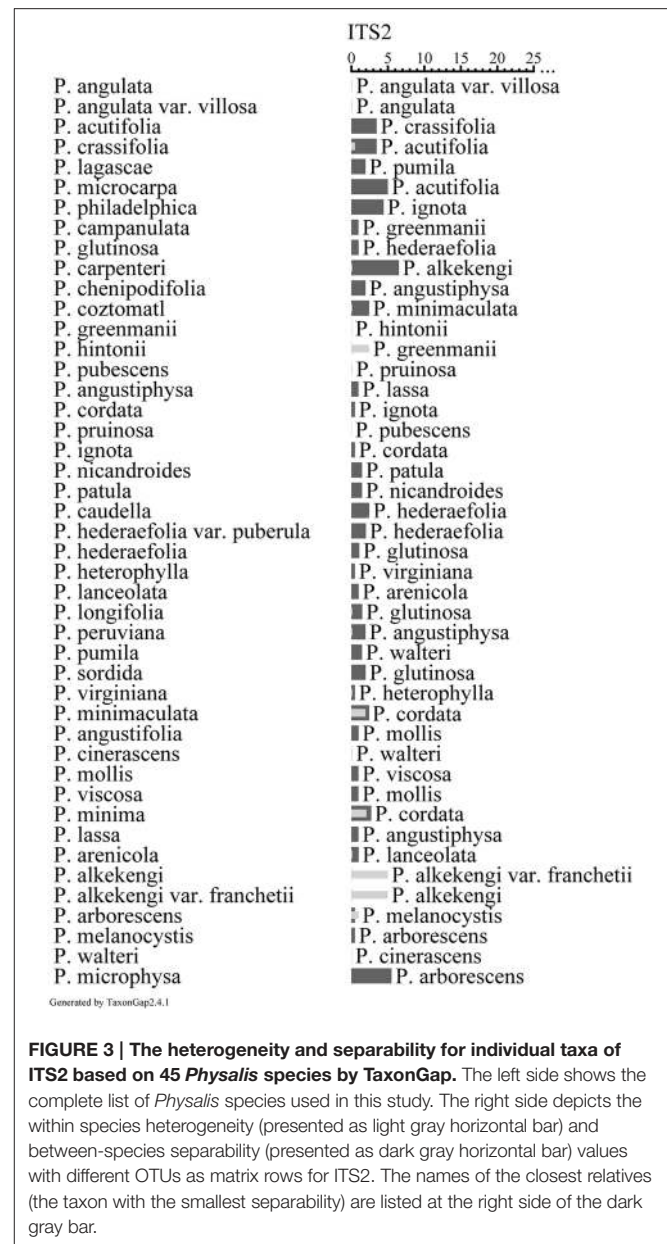 ITS2
0 5 10 15 20 25 ...
P. angulata P. angulata var. villosa
P. angulata var. villosa P. angulata
P. acutifolia P. crassifolia
P. crassifolia P. acutifolia
P. lagascae P. pumila
P. microcarpa P. acutifolia
P. philadelphica P. ignota
P. campanulata P. greenmanii
P. glutinosa P. hederaefolia
P. carpenteri P. alkekengi
P. chenipodifolia P. angustiphysa
P. coztomatl P. minimaculata
P. greenmanii P. hintonii
P. hintonii P. greenmanii
P. pubescens P. pruinosa
P. angustiphysa P. lassa
P. cordata P. ignota
P. pruinosa P. pubescens
P. ignota P. cordata
P. nicandroides P. patula
P. patula P. nicandroides
P. caudella P. hederaefolia
P. hederaefolia var. puberula P. hederaefolia
P. hederaefolia P. glutinosa
P. heterophylla P. virginiana
P. lanceolata P. arenicola
P. longifolia P. glutinosa
P. peruviana P. angustiphysa
P. pumila P. walteri
P. sordida P. glutinosa
P. virginiana P. heterophylla
P. minimaculata P. cordata
P. angustifolia P. mollis
P. cinerascens P. walteri
P. mollis P. viscosa
P. viscosa P. mollis
P. minima P. cordata
P. lassa P. angustiphysa
P. arenicola P. lanceolata
P. alkekengi P. alkekengi var. franchetii
P. alkekengi var. franchetii P. alkekengi
P. arborescens P. melanocystis
P. melanocystis P. arborescens
P. walteri P. cinerascens
P. microphysa P. arborescens
Generated by TaxonGap2.4.1
FIGURE 3 | The heterogeneity and separability for individual taxa of
ITS2 based on 45 Physalis species by TaxonGap. The left side shows the
complete list of Physalis species used in this study. The right side depicts the
within species heterogeneity (presented as light gray horizontal bar) and
between-species separability (presented as dark gray horizontal bar) values
with different OTUs as matrix rows for ITS2. The names of the closest relatives
(the taxon with the smallest separability) are listed at the right side of the dark
gray bar.